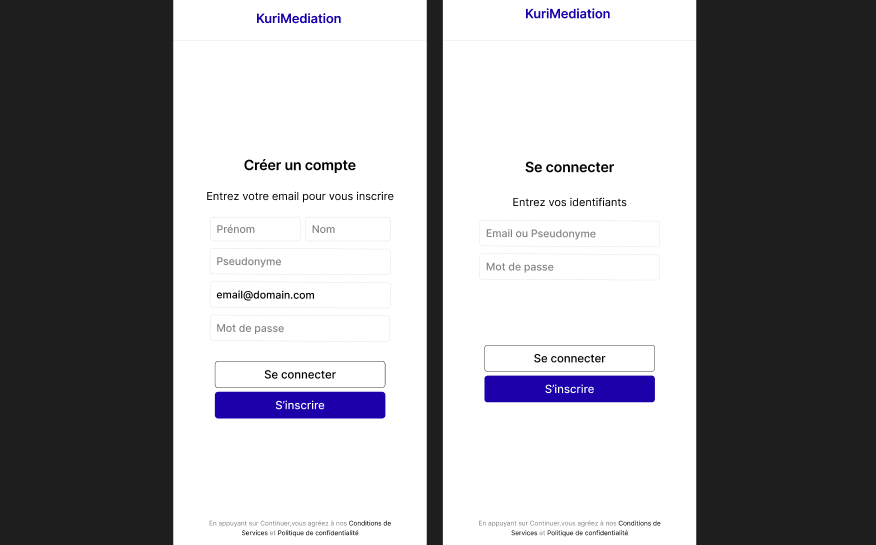 KuriMediation
Créer un compte
Entrez votre email pour vous inscrire
Prénom
Nom
Pseudonyme
email@domain.com
Mot de passe
Se connecter
S'inscrire
En appuyant sur Continuer,vous agréez à nos Conditions de
Services et Politique de confidentialité
KuriMediation
Se connecter
Entrez vos identifiants
Email ou Pseudonyme
Mot de passe
Se connecter
S'inscrire
En appuyant sur Continuer,vous agréez à nos Conditions de
Services et Politique de confidentialité